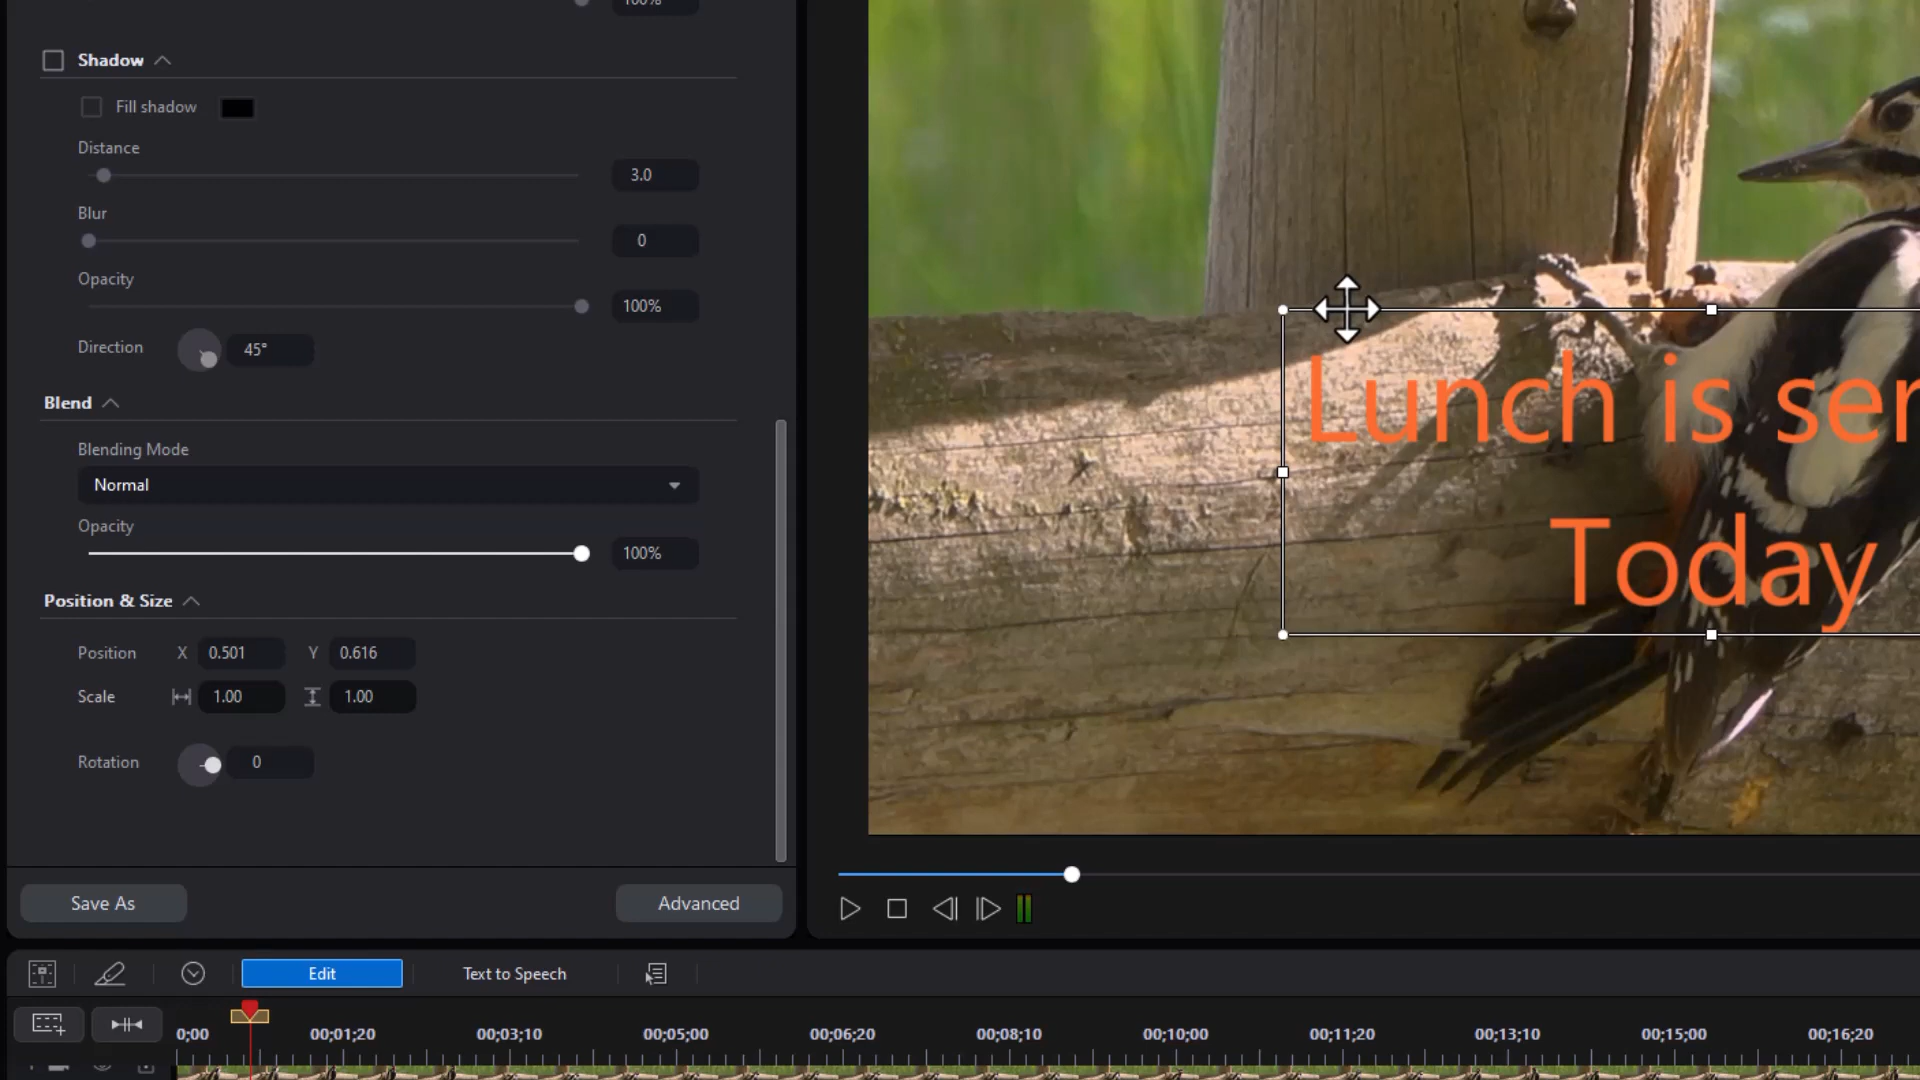 100%
Shadow
Fill shadow
Distance
3.0
Blur
0
Opacity
100%
Direction
45°
Blend
Blending Mode
Normal
Opacity
100%
Position & Size
Position X 0.501 Y 0.616
Scale 1.00 1.00
Rotation 0
Save As
Advanced
Lunch is ser
Today
Edit
Text to Speech
0;00 00;01;20 00;03;10 00;05;00 00;06;20 00;08;10 00;10;00 00;11;20 00;13;10 00;15;00 00;16;20